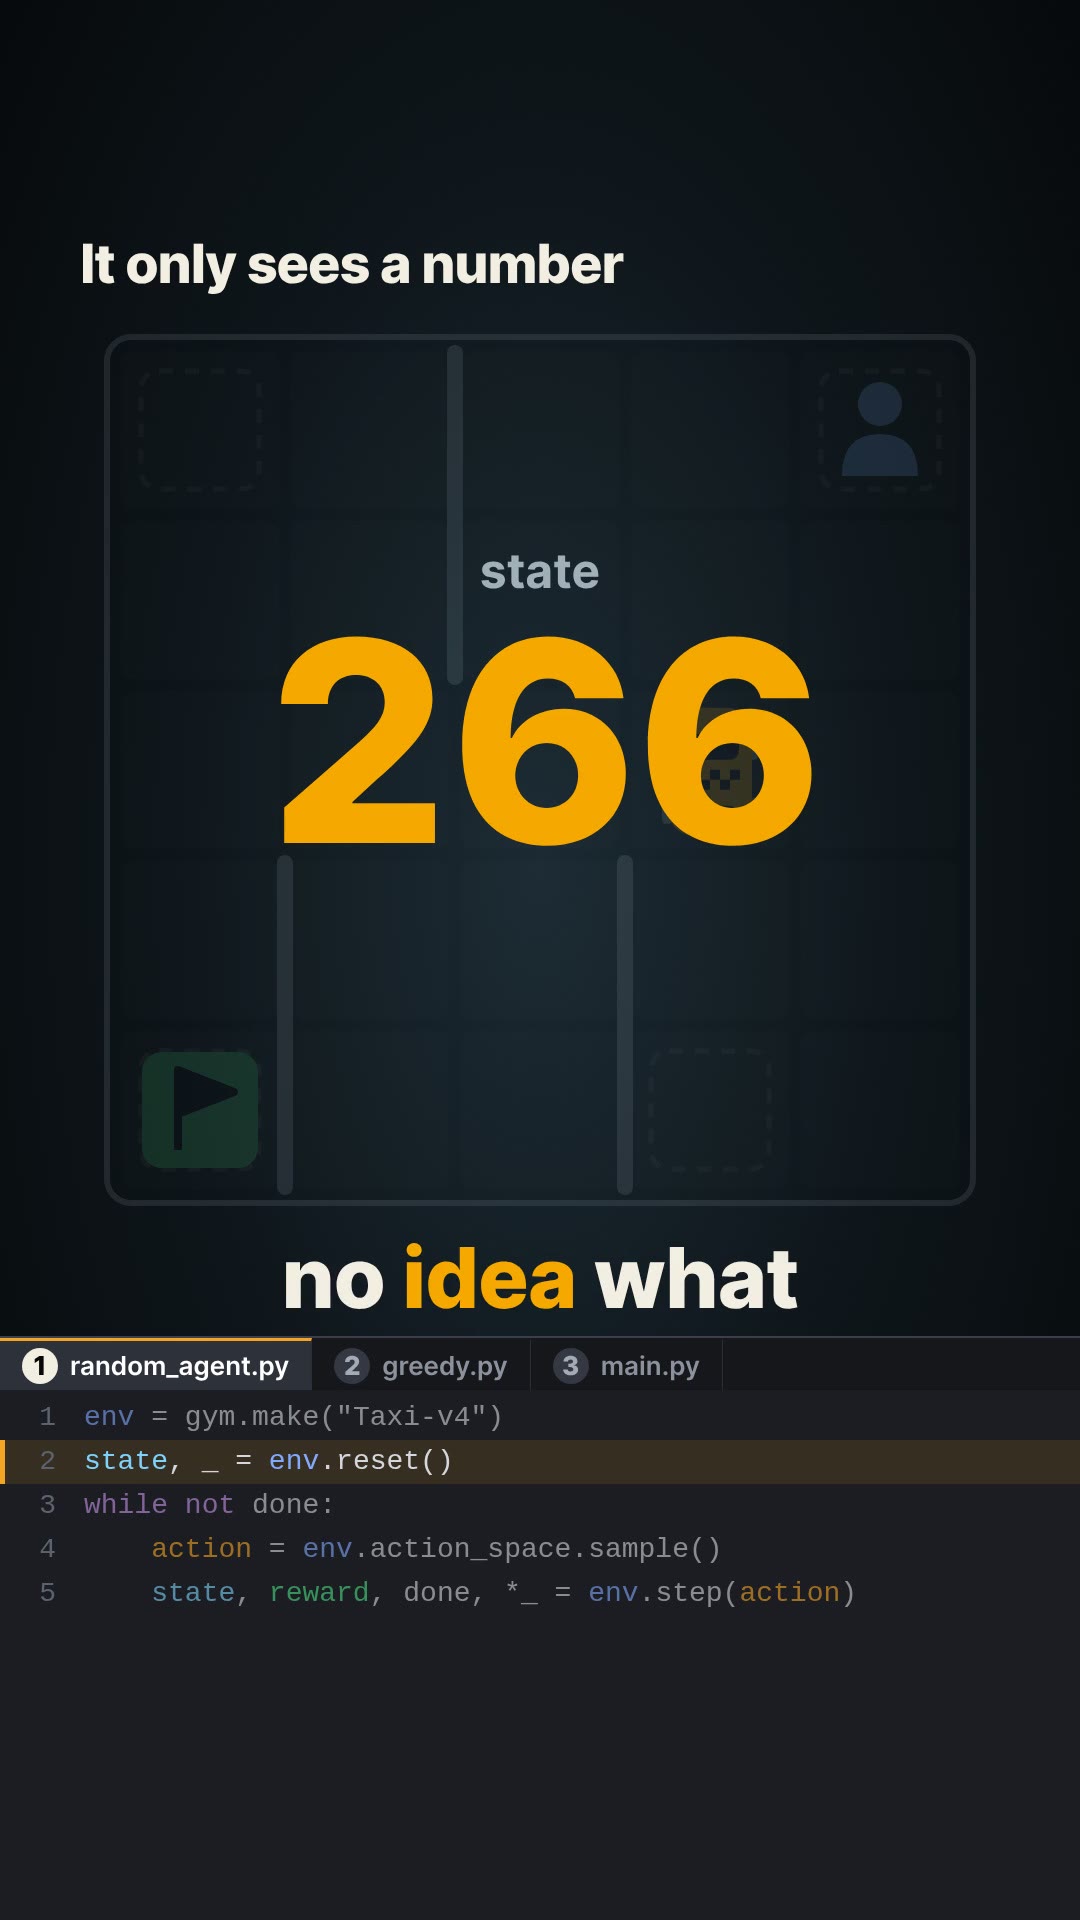 It only sees a number
state
266
no idea what
1 random_agent.py 2 greedy.py 3 main.py
1 env = gym.make("Taxi-v4")
2 state, _ = env.reset()
3 while not done:
4     action = env.action_space.sample()
5     state, reward, done, *_ = env.step(action)